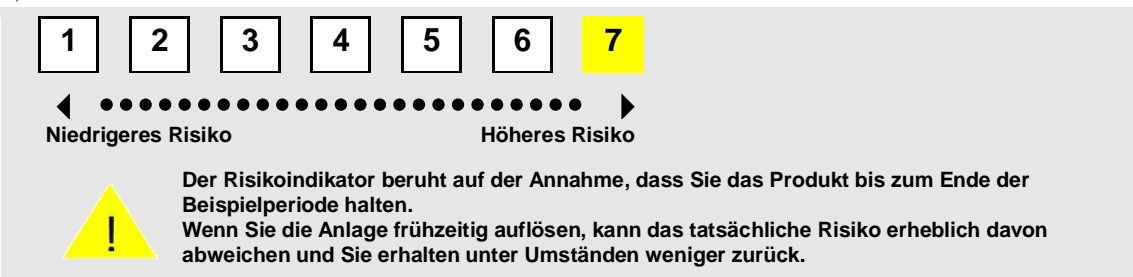 1 2 3 4 5 6 7
Niedrigeres Risiko Höheres Risiko
Der Risikoindikator beruht auf der Annahme, dass Sie das Produkt bis zum Ende der
Beispielperiode halten.
Wenn Sie die Anlage frühzeitig auflösen, kann das tatsächliche Risiko erheblich davon
abweichen und Sie erhalten unter Umständen weniger zurück.
!